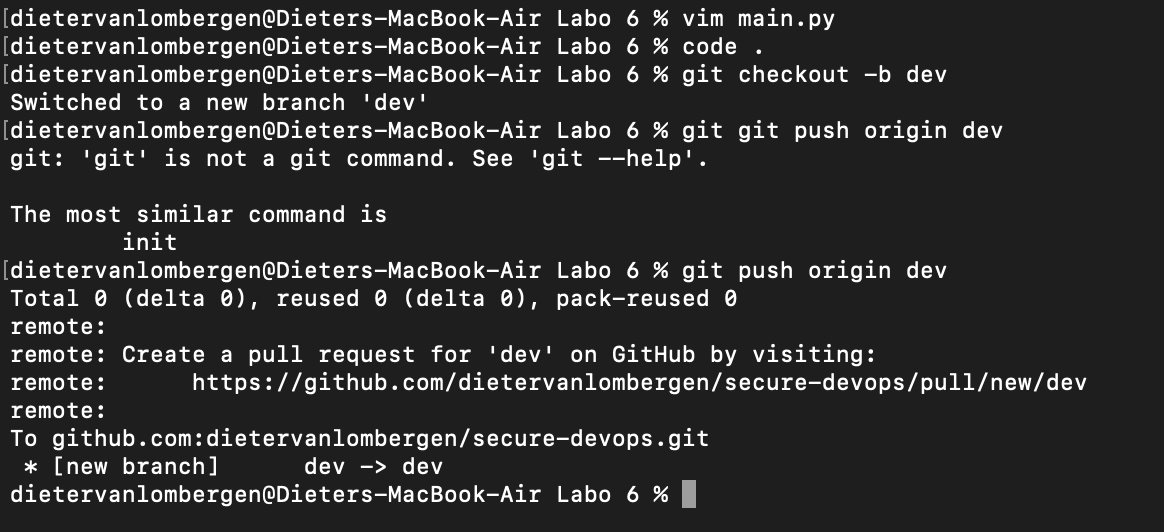 [dietervanlombergen@Dieters-MacBook-Air Labo 6 % vim main.py
[dietervanlombergen@Dieters-MacBook-Air Labo 6 % code .
[dietervanlombergen@Dieters-MacBook-Air Labo 6 % git checkout -b dev
Switched to a new branch 'dev'
[dietervanlombergen@Dieters-MacBook-Air Labo 6 % git git push origin dev
git: 'git' is not a git command. See 'git --help'.
The most similar command is
init
[dietervanlombergen@Dieters-MacBook-Air Labo 6 % git push origin dev
Total 0 (delta 0), reused 0 (delta 0), pack-reused 0
remote:
remote: Create a pull request for 'dev' on GitHub by visiting:
remote:      https://github.com/dietervanlombergen/secure-devops/pull/new/dev
remote:
To github.com:dietervanlombergen/secure-devops.git
 * [new branch]      dev -> dev
dietervanlombergen@Dieters-MacBook-Air Labo 6 %